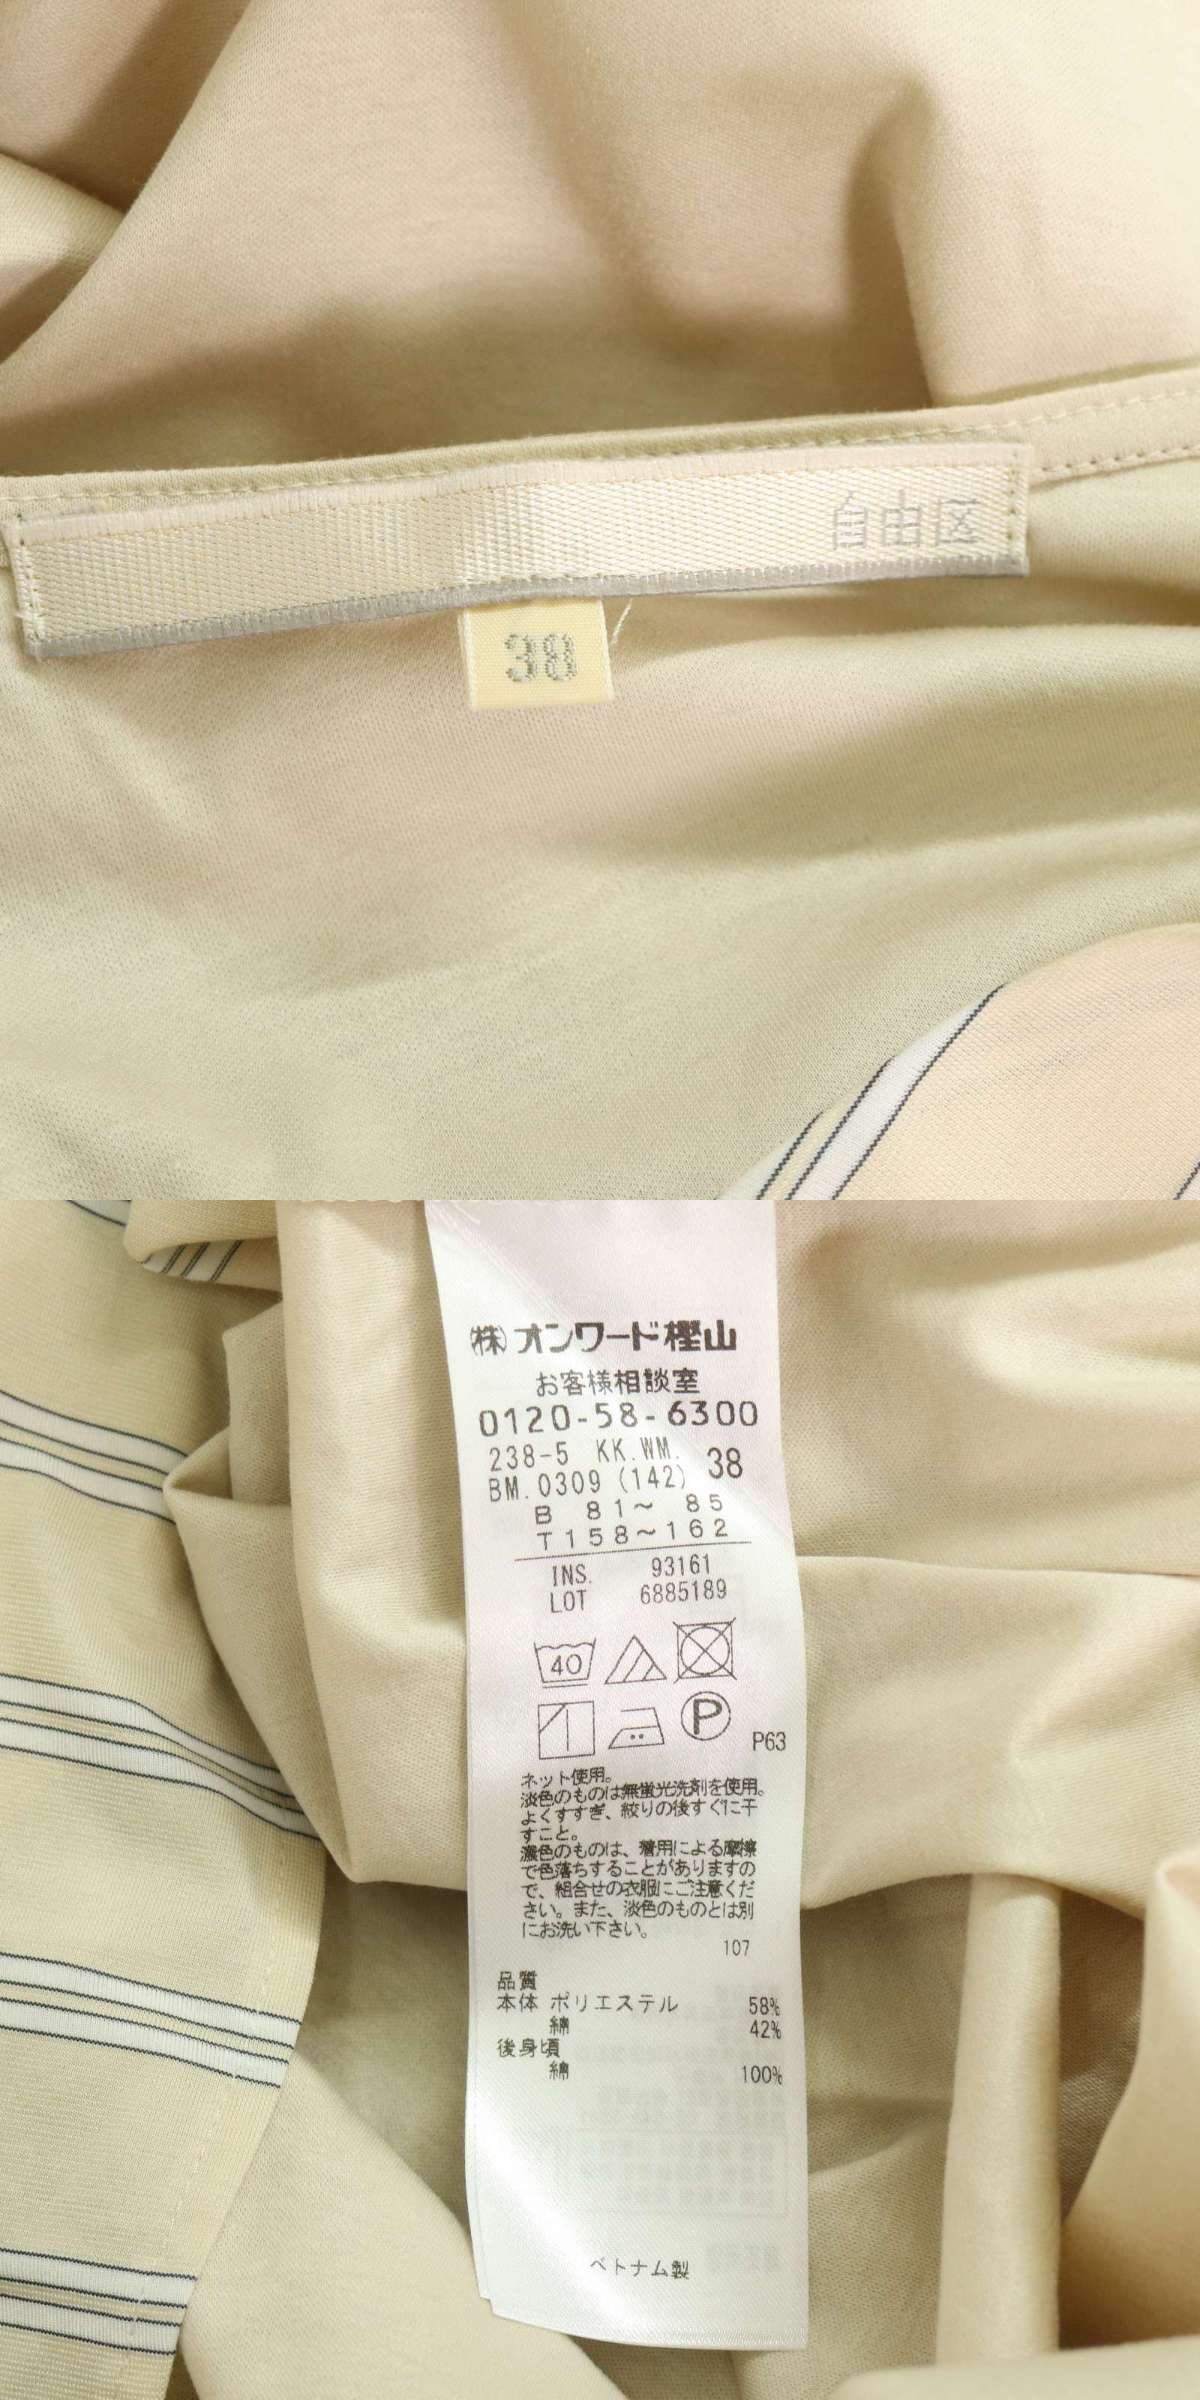 自由区
38
㈱オンワード樫山
お客様相談室
0120-58-6300
238-5 KK.WM. 38
BM.0309 (142)
B 81～ 85
T158～162
INS. 93161
LOT 6885189
40
P
P63
ネット使用。
淡色のものは無蛍光洗剤を使用。
よくすすぎ、絞りの後すぐに干
すこと。
濃色のものは、着用による摩擦
で色落ちすることがありますの
で、組合せの衣服にご注意くだ
さい。また、淡色のものとは別
にお洗い下さい。
107
品質
本体 ポリエステル 58%
綿 42%
後身頃
綿 100%
ベトナム製